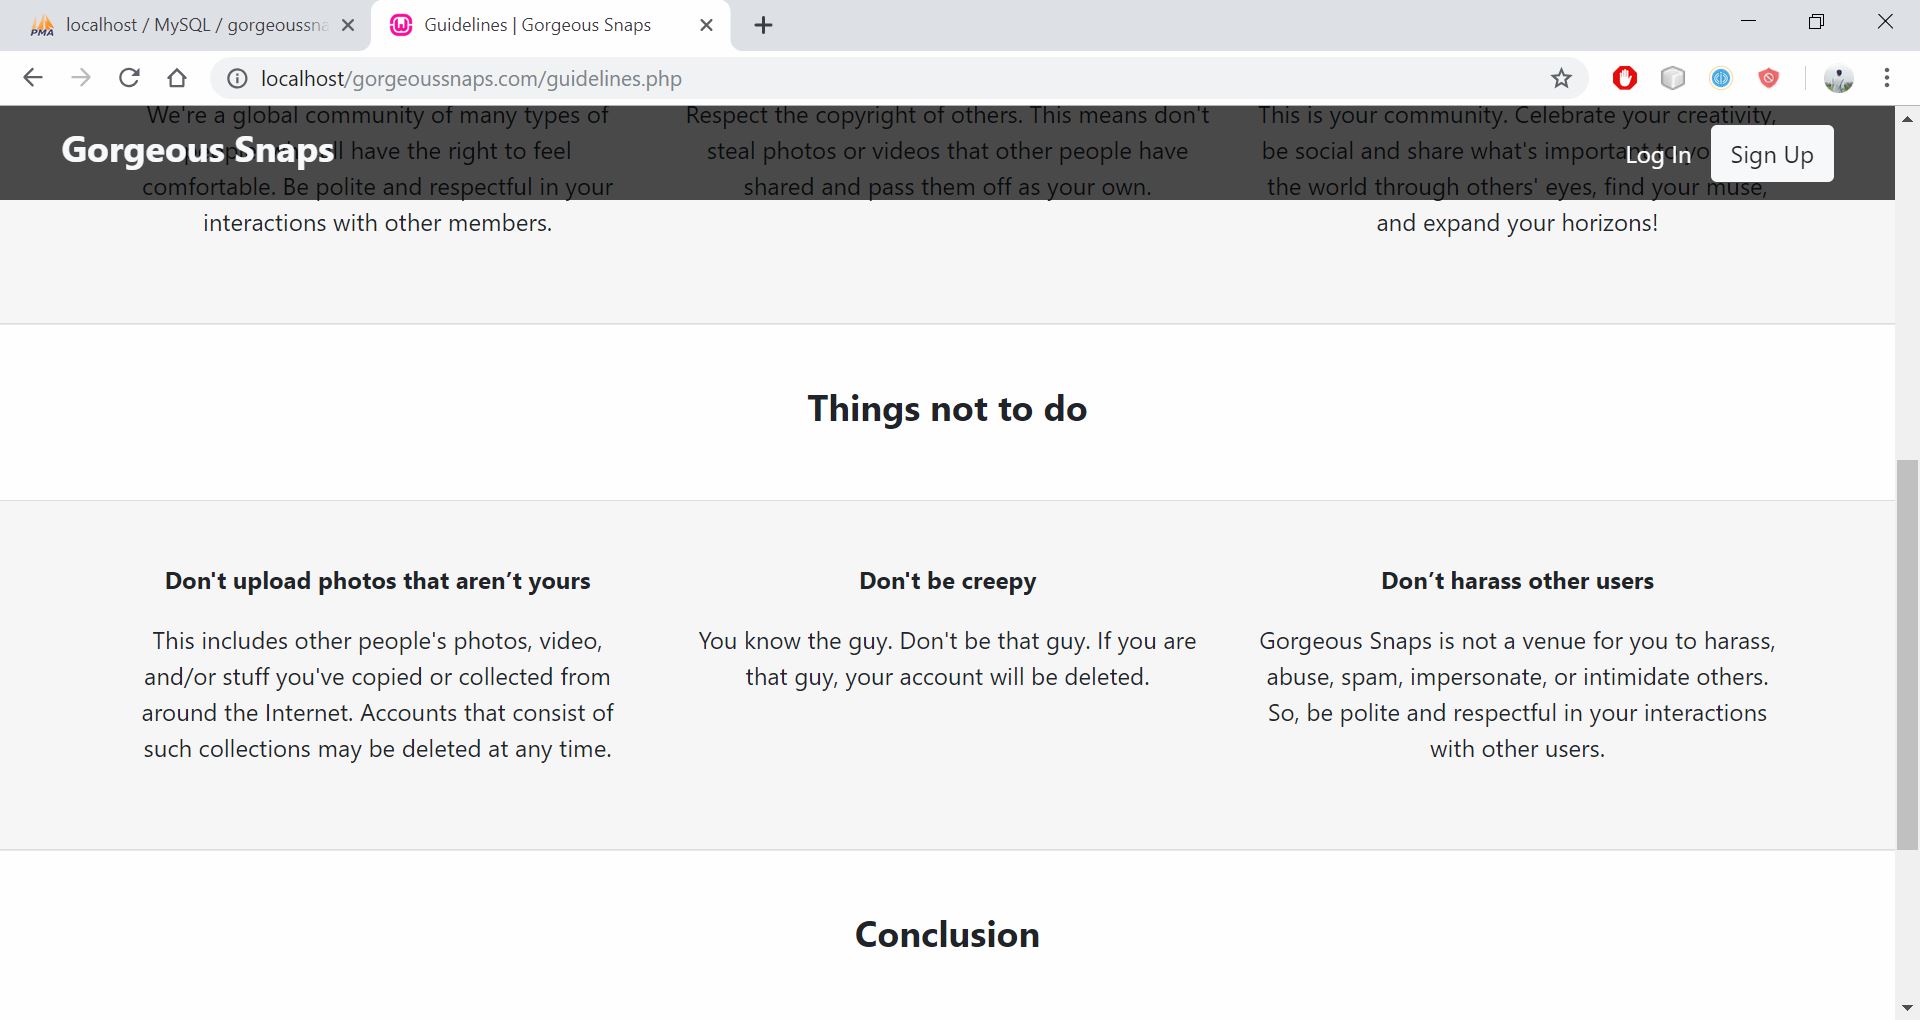 localhost / MySQL / gorgeoussna
Guidelines | Gorgeous Snaps
localhost/gorgeoussnaps.com/guidelines.php
Gorgeous Snaps
Log In
Sign Up
We're a global community of many types of
ll have the right to feel
comfortable. Be polite and respectful in your
interactions with other members.
Respect the copyright of others. This means don't
steal photos or videos that other people have
shared and pass them off as your own.
This is your community. Celebrate your creativity,
be social and share what's important to yo
the world through others' eyes, find your muse,
and expand your horizons!
Things not to do
Don't upload photos that aren’t yours
This includes other people's photos, video,
and/or stuff you've copied or collected from
around the Internet. Accounts that consist of
such collections may be deleted at any time.
Don't be creepy
You know the guy. Don't be that guy. If you are
that guy, your account will be deleted.
Don’t harass other users
Gorgeous Snaps is not a venue for you to harass,
abuse, spam, impersonate, or intimidate others.
So, be polite and respectful in your interactions
with other users.
Conclusion